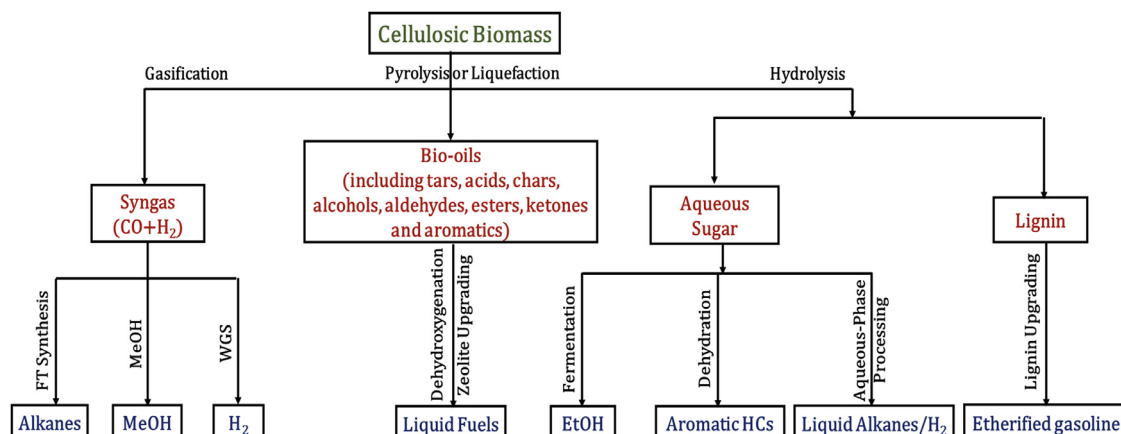 Cellulosic Biomass
Gasification
Pyrolysis or Liquefaction
Hydrolysis
Syngas
(CO+H₂)
Bio-oils
(including tars, acids, chars,
alcohols, aldehydes, esters, ketones
and aromatics)
Aqueous
Sugar
Lignin
FT Synthesis
MeOH
WGS
Dehydroxygenation
Zeolite Upgrading
Fermentation
Dehydration
Aqueous-Phase
Processing
Lignin Upgrading
Alkanes
MeOH
H₂
Liquid Fuels
EtOH
Aromatic HCs
Liquid Alkanes/H₂
Etherified gasoline